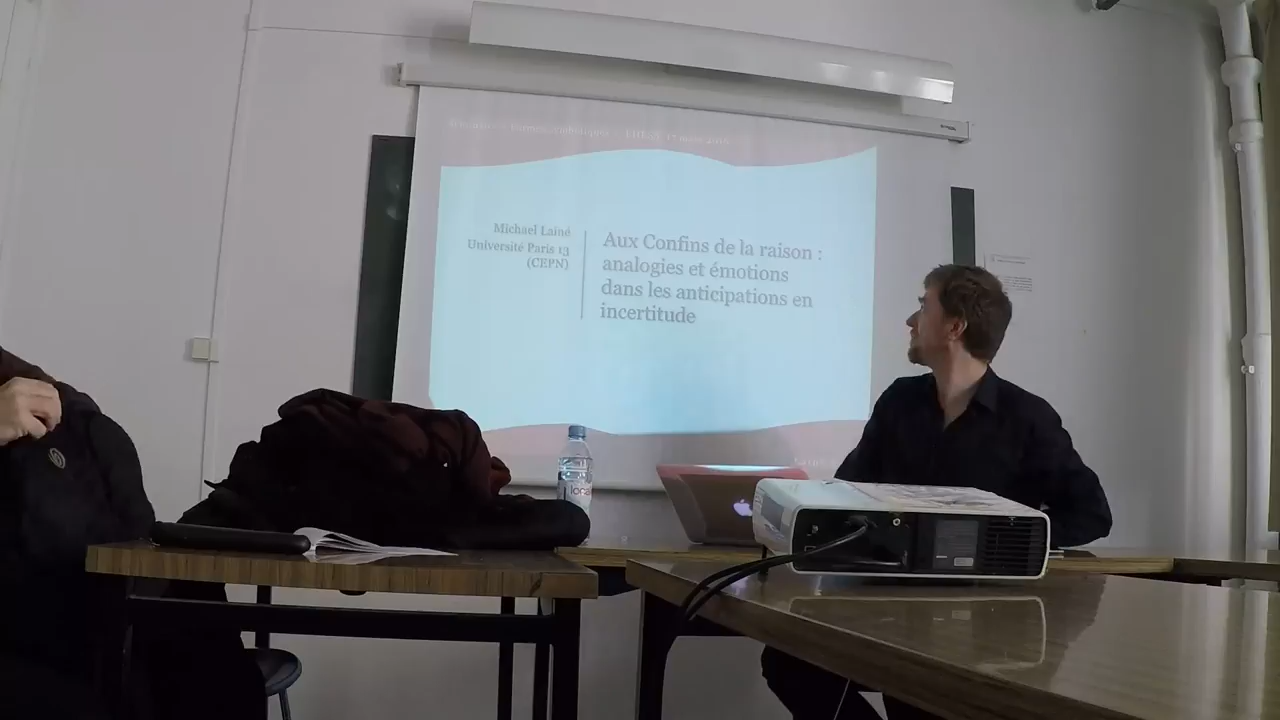 Michael Lainé
Université Paris 13
(CEPN)
Aux Confins de la raison :
analogies et émotions
dans les anticipations en
incertitude